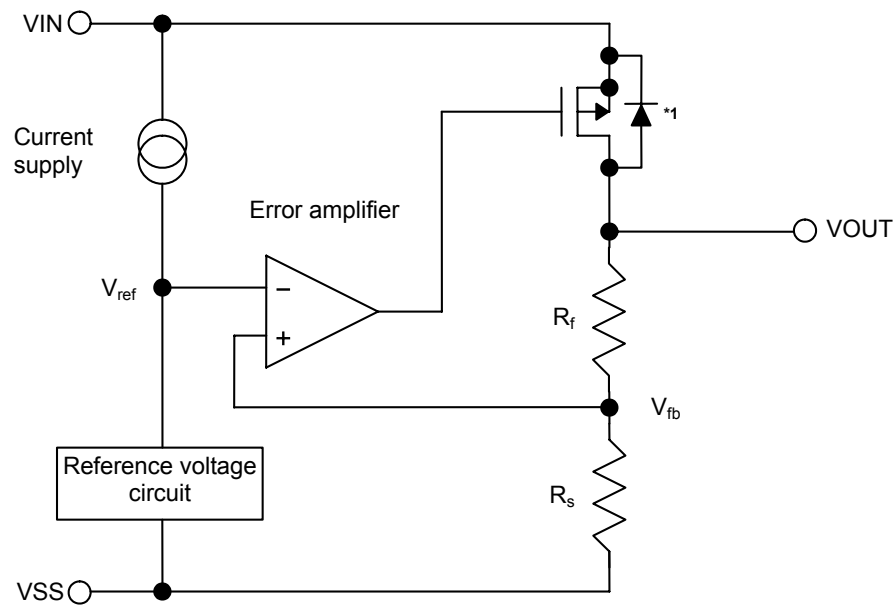 VIN
*1
Current
supply
Error amplifier
VOUT
Vref
−
+
Rf
Vfb
Reference voltage
circuit
Rs
VSS